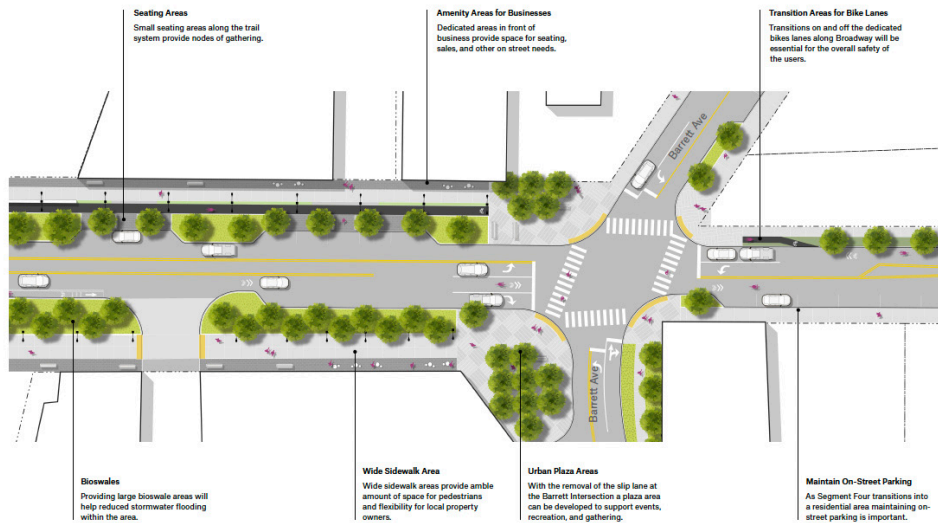 Seating Areas
Small seating areas along the trail
system provide nodes of gathering.
Amenity Areas for Businesses
Dedicated areas in front of
business provide space for seating,
sales, and other on street needs.
Transition Areas for Bike Lanes
Transitions on and off the dedicated
bikes lanes along Broadway will be
essential for the overall safety of
the users.
Barrett Ave
Barrett Ave
Bioswales
Providing large bioswale areas will
help reduced stormwater flooding
within the area.
Wide Sidewalk Area
Wide sidewalk areas provide amble
amount of space for pedestrians
and flexibility for local property
owners.
Urban Plaza Areas
With the removal of the slip lane at
the Barrett Intersection a plaza area
can be developed to support events,
recreation, and gathering.
Maintain On-Street Parking
As Segment Four transitions into
a residential area maintaining on-
street parking is important.